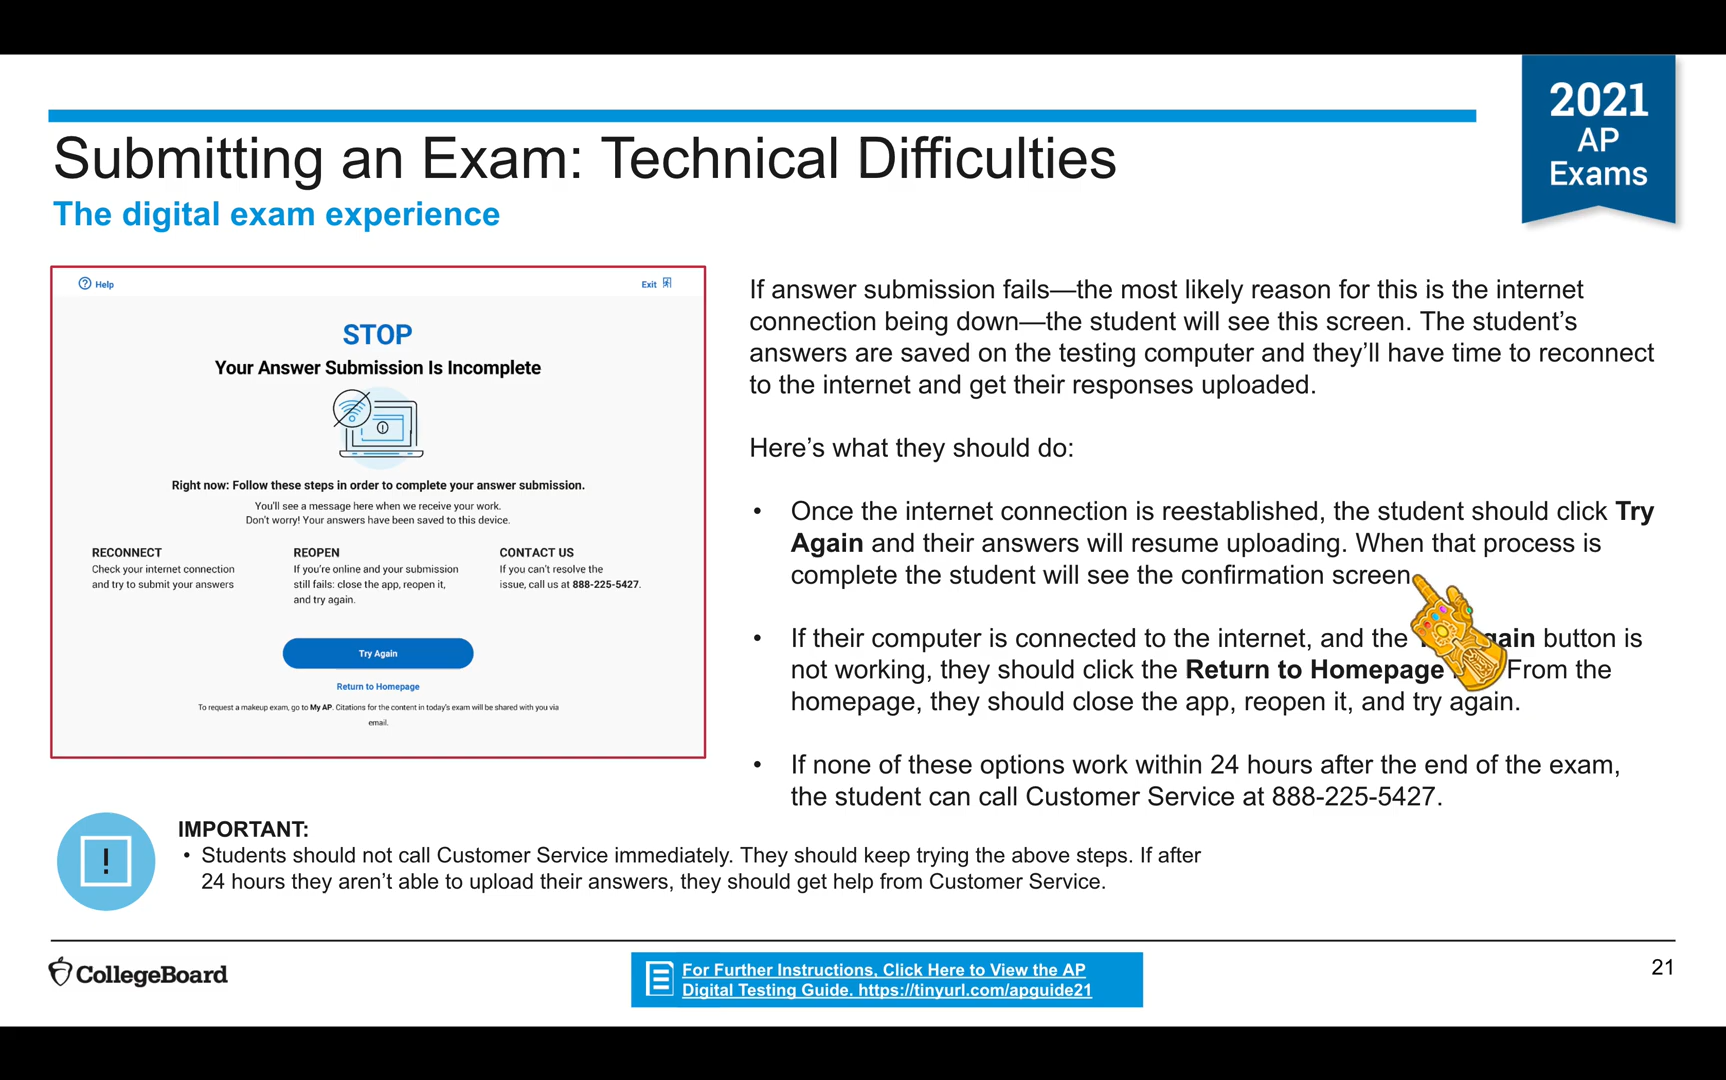 2021
AP
Exams
Submitting an Exam: Technical Difficulties
The digital exam experience
Help
Exit
STOP
Your Answer Submission Is Incomplete
Right now: Follow these steps in order to complete your answer submission.
You'll see a message here when we receive your work.
Don't worry! Your answers have been saved to this device.
RECONNECT
Check your internet connection
and try to submit your answers
REOPEN
If you're online and your submission
still fails: close the app, reopen it,
and try again.
CONTACT US
If you can't resolve the
issue, call us at 888-225-5427.
Try Again
Return to Homepage
To request a makeup exam, go to My AP. Citations for the content in today's exam will be shared with you via
email.
If answer submission fails—the most likely reason for this is the internet
connection being down—the student will see this screen. The student’s
answers are saved on the testing computer and they’ll have time to reconnect
to the internet and get their responses uploaded.
Here’s what they should do:
• Once the internet connection is reestablished, the student should click Try
Again and their answers will resume uploading. When that process is
complete the student will see the confirmation screen.
• If their computer is connected to the internet, and the button is
not working, they should click the Return to Homepage From the
homepage, they should close the app, reopen it, and try again.
• If none of these options work within 24 hours after the end of the exam,
the student can call Customer Service at 888-225-5427.
!
IMPORTANT:
• Students should not call Customer Service immediately. They should keep trying the above steps. If after
24 hours they aren’t able to upload their answers, they should get help from Customer Service.
CollegeBoard
For Further Instructions, Click Here to View the AP
Digital Testing Guide. https://tinyurl.com/apguide21
21